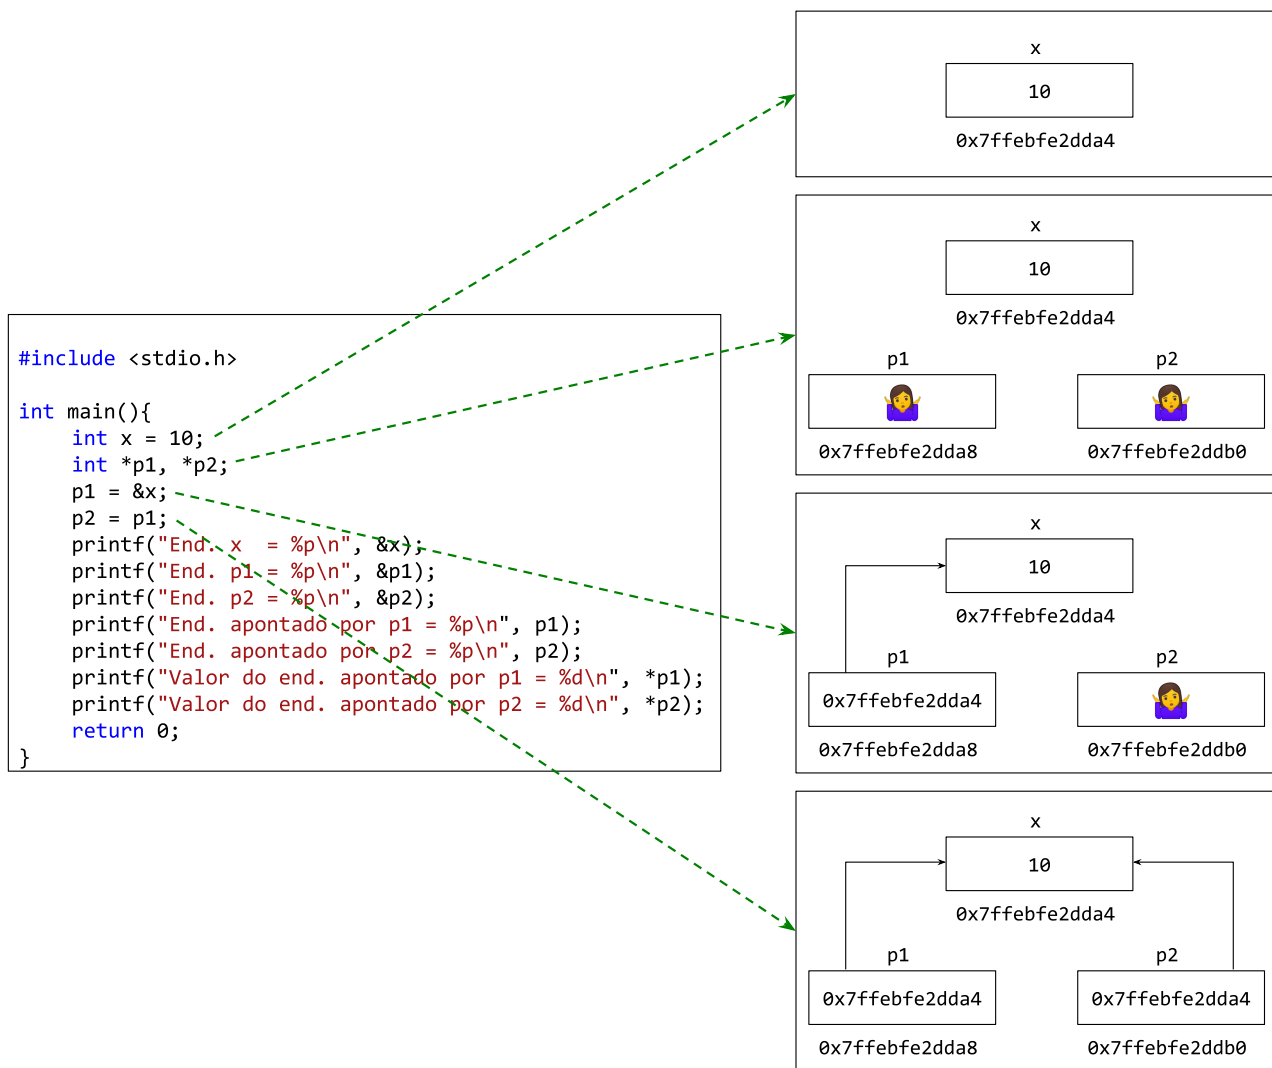 #include <stdio.h>
int main(){
int x = 10;
int *p1, *p2;
p1 = &x;
p2 = p1;
printf("End. x  = %p\n", &x);
printf("End. p1 = %p\n", &p1);
printf("End. p2 = %p\n", &p2);
printf("End. apontado por p1 = %p\n", p1);
printf("End. apontado por p2 = %p\n", p2);
printf("Valor do end. apontado por p1 = %d\n", *p1);
printf("Valor do end. apontado por p2 = %d\n", *p2);
return 0;
}
x
10
0x7ffebfe2dda4
x
10
0x7ffebfe2dda4
p1 p2
0x7ffebfe2dda8 0x7ffebfe2ddb0
x
10
0x7ffebfe2dda4
p1 p2
0x7ffebfe2dda4
0x7ffebfe2dda8 0x7ffebfe2ddb0
x
10
0x7ffebfe2dda4
p1 p2
0x7ffebfe2dda4 0x7ffebfe2dda4
0x7ffebfe2dda8 0x7ffebfe2ddb0